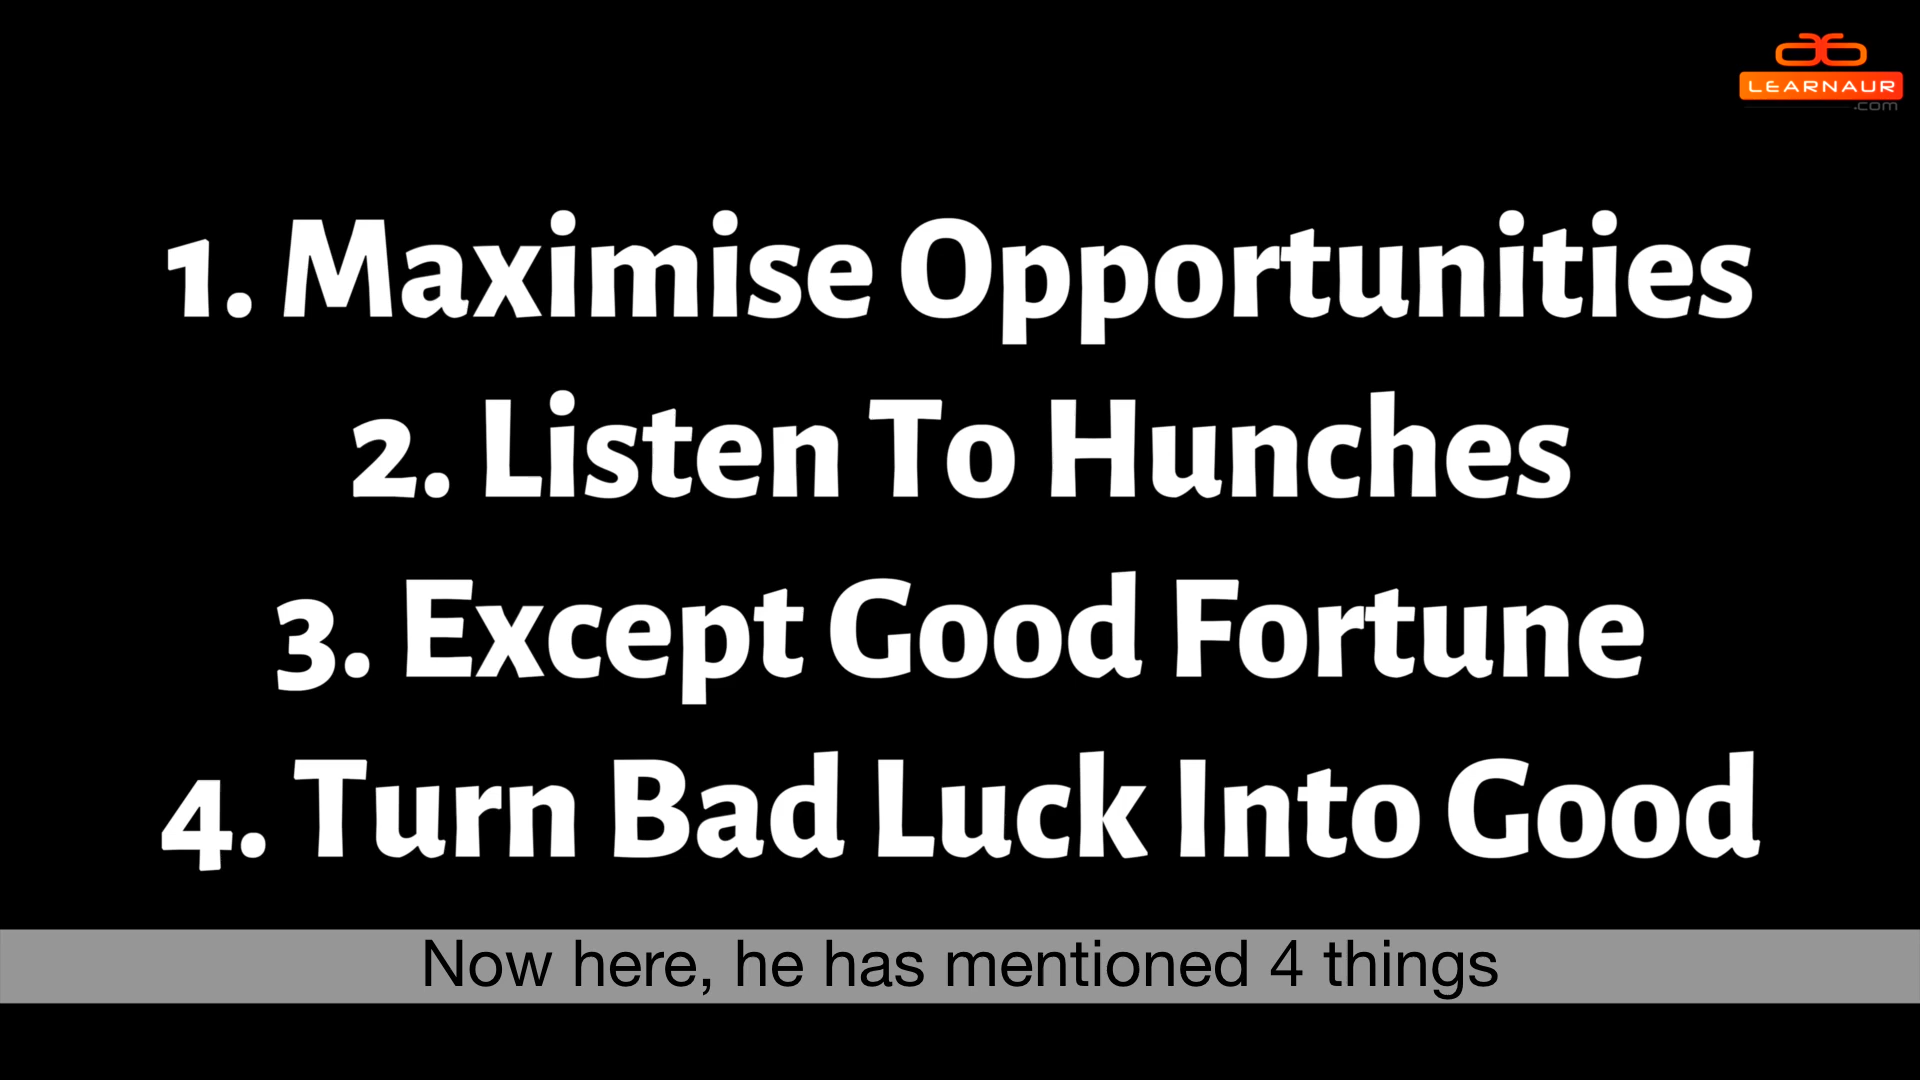 LEARNAUR
.com
1. Maximise Opportunities
2. Listen To Hunches
3. Except Good Fortune
4. Turn Bad Luck Into Good
Now here, he has mentioned 4 things